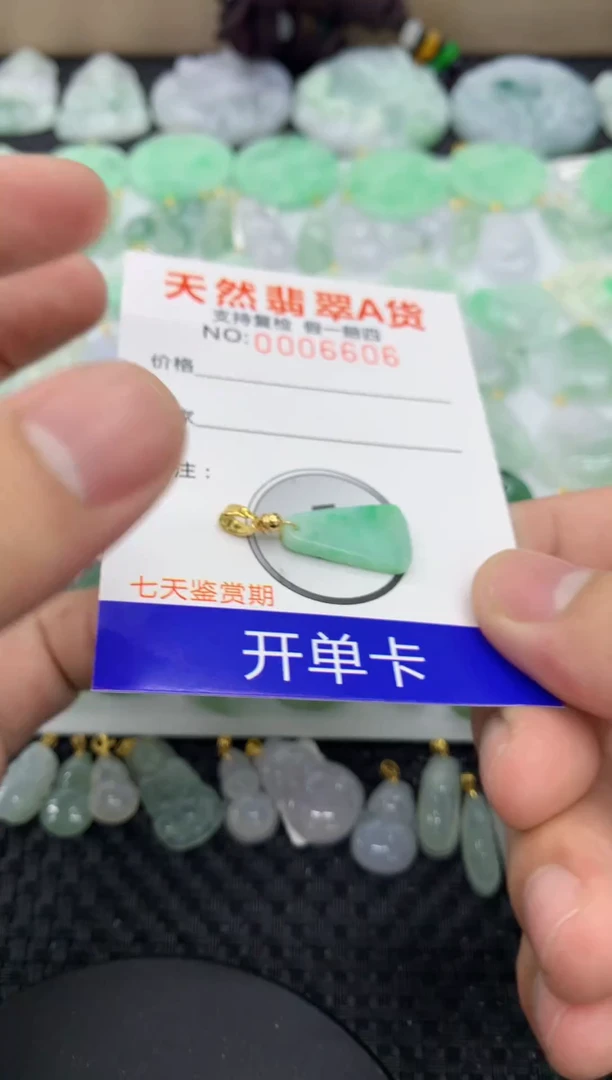 天然翡翠A货
支持复检 假一赔四
NO:0006606
价格
注：
七天鉴赏期
开单卡